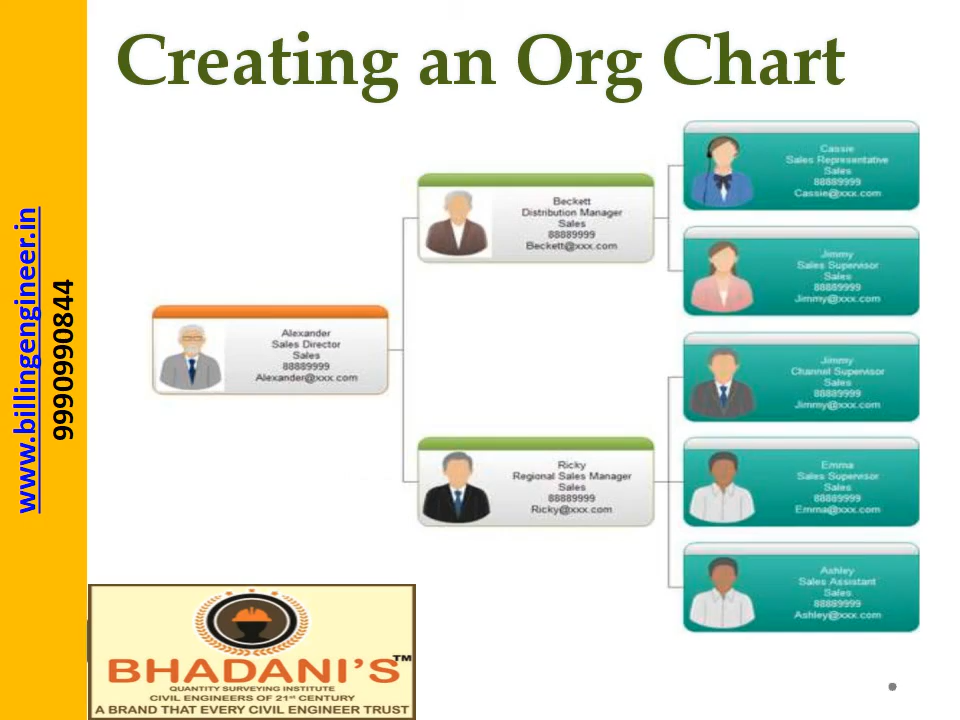 Creating an Org Chart
www.billingengineer.in
9990990844
Alexander
Sales Director
Sales
88889999
Alexander@xxx.com
Beckett
Distribution Manager
Sales
88889999
Beckett@xxx.com
Cassie
Sales Representative
Sales
88889999
Cassie@xxx.com
Jimmy
Sales Supervisor
Sales
88889999
Jimmy@xxx.com
Ricky
Regional Sales Manager
Sales
88889999
Ricky@xxx.com
Jimmy
Channel Supervisor
Sales
88889999
Jimmy@xxx.com
Emma
Sales Supervisor
Sales
88889999
Emma@xxx.com
Ashley
Sales Assistant
Sales
88889999
Ashley@xxx.com
BHADANI'S™
QUANTITY SURVEYING INSTITUTE
CIVIL ENGINEERS OF 21st CENTURY
A BRAND THAT EVERY CIVIL ENGINEER TRUST